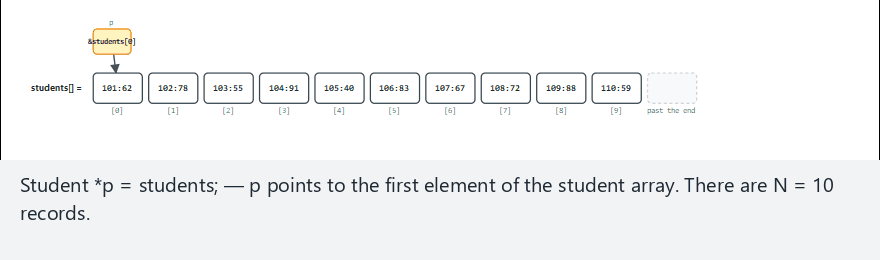 p
&students[0]
students[] = 101:62 102:78 103:55 104:91 105:40 106:83 107:67 108:72 109:88 110:59
[0] [1] [2] [3] [4] [5] [6] [7] [8] [9] past the end
Student *p = students; — p points to the first element of the student array. There are N = 10
records.